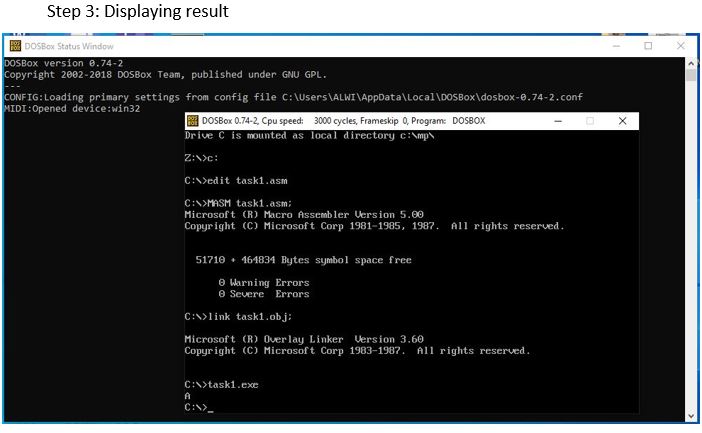 Step 3: Displaying result
DOSBox Status Window
DOSBox version 0.74-2
Copyright 2002-2018 DOSBox Team, published under GNU GPL.
---
CONFIG:Loading primary settings from config file C:\Users\ALWI\AppData\Local\DOSBox\dosbox-0.74-2.conf
MIDI:Opened device:win32
DOSBox 0.74-2, Cpu speed: 3000 cycles, Frameskip 0, Program: DOSBOX
Drive C is mounted as local directory c:\mp\
Z:\>c:
C:\>edit task1.asm
C:\>MASM task1.asm;
Microsoft (R) Macro Assembler Version 5.00
Copyright (C) Microsoft Corp 1981-1985, 1987. All rights reserved.
51710 + 464834 Bytes symbol space free
0 Warning Errors
0 Severe Errors
C:\>link task1.obj;
Microsoft (R) Overlay Linker Version 3.60
Copyright (C) Microsoft Corp 1983-1987. All rights reserved.
C:\>task1.exe
A
C:\>_